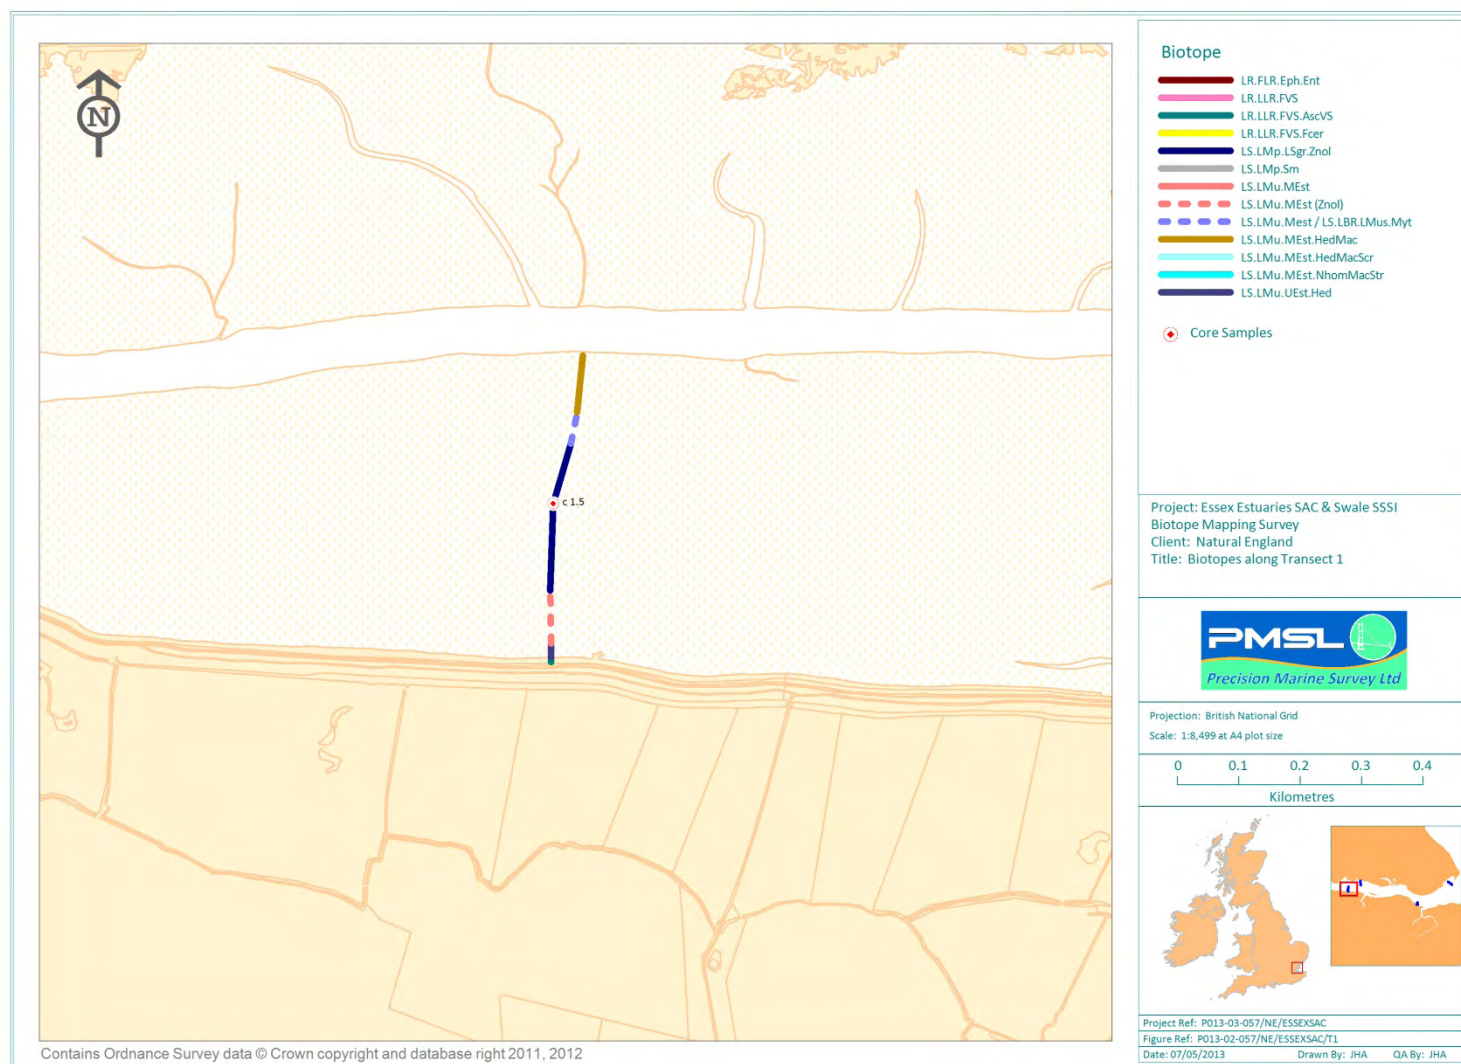 N
c 1.5
Contains Ordnance Survey data © Crown copyright and database right 2011, 2012
Biotope
LR.FLR.Eph.Ent
LR.LLR.FVS
LR.LLR.FVS.AscVS
LR.LLR.FVS.Fcer
LS.LMp.LSgr.Znol
LS.LMp.Sm
LS.LMu.MEst
LS.LMu.MEst (Znol)
LS.LMu.Mest / LS.LBR.LMus.Myt
LS.LMu.MEst.HedMac
LS.LMu.MEst.HedMacScr
LS.LMu.MEst.NhomMacStr
LS.LMu.UEst.Hed
Core Samples
Project: Essex Estuaries SAC & Swale SSSI
Biotope Mapping Survey
Client: Natural England
Title: Biotopes along Transect 1
PMSL
Precision Marine Survey Ltd
Projection: British National Grid
Scale: 1:8,499 at A4 plot size
0 0.1 0.2 0.3 0.4
Kilometres
Project Ref: P013-03-057/NE/ESSEXSAC
Figure Ref: P013-02-057/NE/ESSEXSAC/T1
Date: 07/05/2013 Drawn By: JHA QA By: JHA